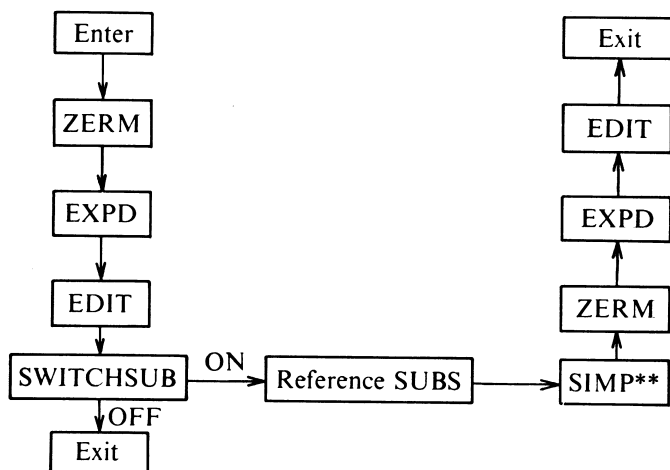 Enter
ZERM
EXPD
EDIT
SWITCHSUB
OFF
Exit
ON
Reference SUBS
SIMP**
ZERM
EXPD
EDIT
Exit